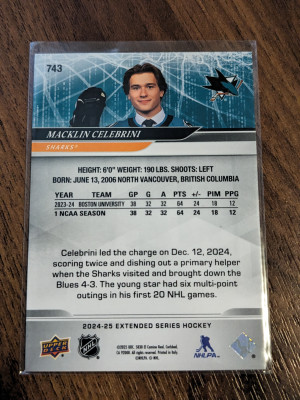 743
MACKLIN CELEBRINI
SHARKS
HEIGHT: 6'0" WEIGHT: 190 LBS. SHOOTS: LEFT
BORN: JUNE 13, 2006 NORTH VANCOUVER, BRITISH COLUMBIA
YEAR TEAM GP G A PTS +/- PIM PPG
2023-24 BOSTON UNIVERSITY 38 32 32 64 24 18 12
1 NCAA SEASON 38 32 32 64 24 18 12
Celebrini led the charge on Dec. 12, 2024,
scoring twice and dishing out a primary helper
when the Sharks visited and brought down the
Blues 4-3. The young star had six multi-point
outings in his first 20 NHL games.
2024-25 EXTENDED SERIES HOCKEY
UPPER DECK
NHL
NHLPA